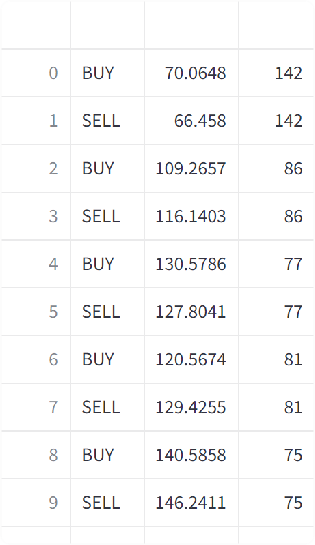 0 BUY 70.0648 142
1 SELL 66.458 142
2 BUY 109.2657 86
3 SELL 116.1403 86
4 BUY 130.5786 77
5 SELL 127.8041 77
6 BUY 120.5674 81
7 SELL 129.4255 81
8 BUY 140.5858 75
9 SELL 146.2411 75